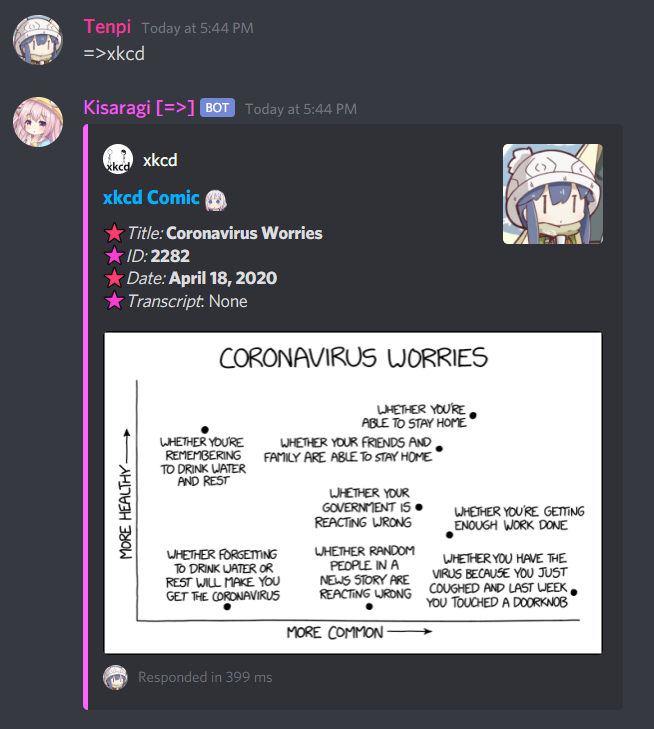 Tenpi Today at 5:44 PM
=>xkcd
Kisaragi [=>] BOT Today at 5:44 PM
xkcd xkcd
xkcd Comic
Title: Coronavirus Worries
ID: 2282
Date: April 18, 2020
Transcript: None
CORONAVIRUS WORRIES
WHETHER YOU'RE
ABLE TO STAY HOME
WHETHER YOU'RE
REMEMBERING
TO DRINK WATER
AND REST
WHETHER YOUR FRIENDS AND
FAMILY ARE ABLE TO STAY HOME
WHETHER YOUR
GOVERNMENT IS
REACTING WRONG
WHETHER YOU'RE GETTING
ENOUGH WORK DONE
WHETHER FORGETTING
TO DRINK WATER OR
REST WILL MAKE YOU
GET THE CORONAVIRUS
WHETHER RANDOM
PEOPLE IN A
NEWS STORY ARE
REACTING WRONG
WHETHER YOU HAVE THE
VIRUS BECAUSE YOU JUST
COUGHED AND LAST WEEK
YOU TOUCHED A DOORKNOB
MORE HEALTHY
MORE COMMON
Responded in 399 ms